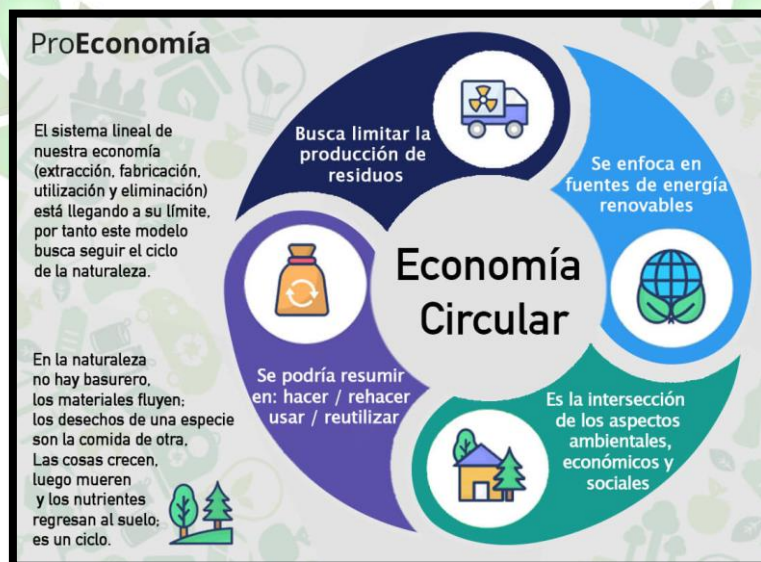 ProEconomía
El sistema lineal de
nuestra economía
(extracción, fabricación,
utilización y eliminación)
está llegando a su límite,
por tanto este modelo
busca seguir el ciclo
de la naturaleza.
En la naturaleza
no hay basurero,
los materiales fluyen;
los desechos de una especie
son la comida de otra.
Las cosas crecen,
luego mueren
y los nutrientes
regresan al suelo;
es un ciclo.
Busca limitar la
producción de
residuos
Se enfoca en
fuentes de energía
renovables
Economía
Circular
Se podría resumir
en: hacer / rehacer
usar / reutilizar
Es la intersección
de los aspectos
ambientales,
económicos y
sociales